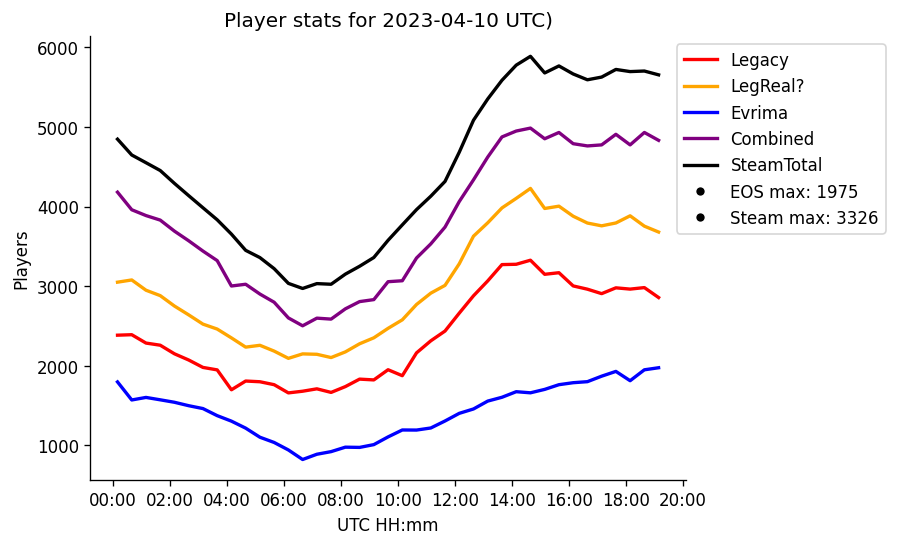 Player stats for 2023-04-10 UTC)
6000
5000
4000
3000
2000
1000
Players
00:00 02:00 04:00 06:00 08:00 10:00 12:00 14:00 16:00 18:00 20:00
UTC HH:mm
Legacy
LegReal?
Evrima
Combined
SteamTotal
EOS max: 1975
Steam max: 3326